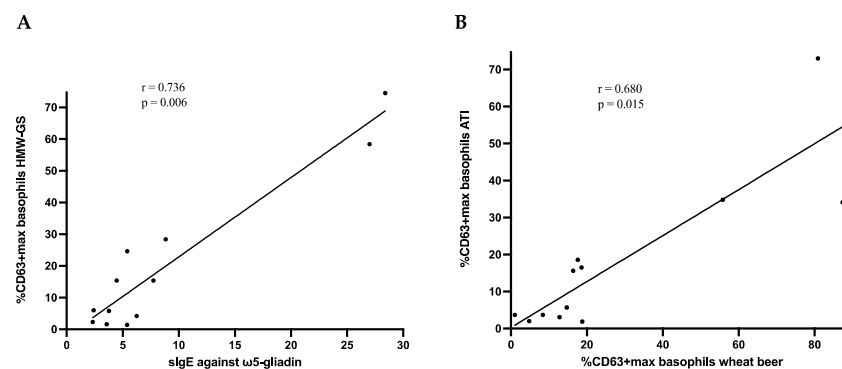 A
r = 0.736
p = 0.006
%CD63+max basophils HMW-GS
70
60
50
40
30
20
10
0
0 5 10 15 20 25 30
sIgE against ω5-gliadin
B
r = 0.680
p = 0.015
%CD63+max basophils ATI
70
60
50
40
30
20
10
0
0 20 40 60 80
%CD63+max basophils wheat beer